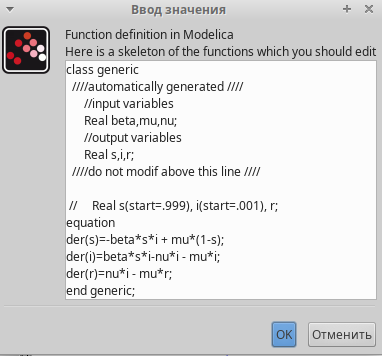 Ввод значения
Function definition in Modelica
Here is a skeleton of the functions which you should edit
class generic
////automatically generated ////
//input variables
Real beta,mu,nu;
//output variables
Real s,i,r;
////do not modif above this line ////
// Real s(start=.999), i(start=.001), r;
equation
der(s)=-beta*s*i + mu*(1-s);
der(i)=beta*s*i-nu*i - mu*i;
der(r)=nu*i - mu*r;
end generic;
OK Отменить